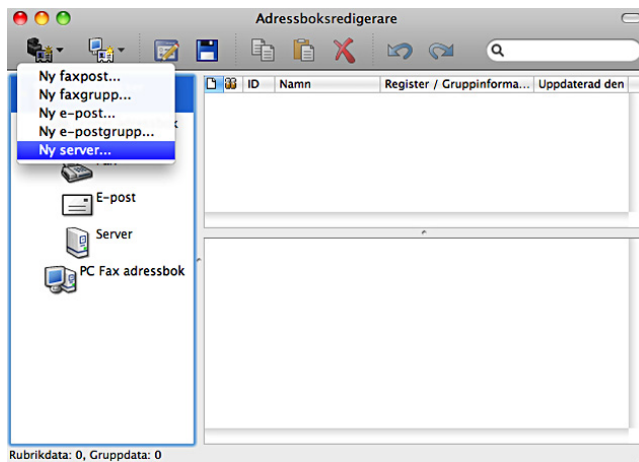 Adressboksredigerare
Ny faxpost...
Ny faxgrupp...
Ny e-post...
Ny e-postgrupp...
Ny server...
ID Namn Register / Gruppinforma... Uppdaterad den
E-post
Server
PC Fax adressbok
Rubrikdata: 0, Gruppdata: 0